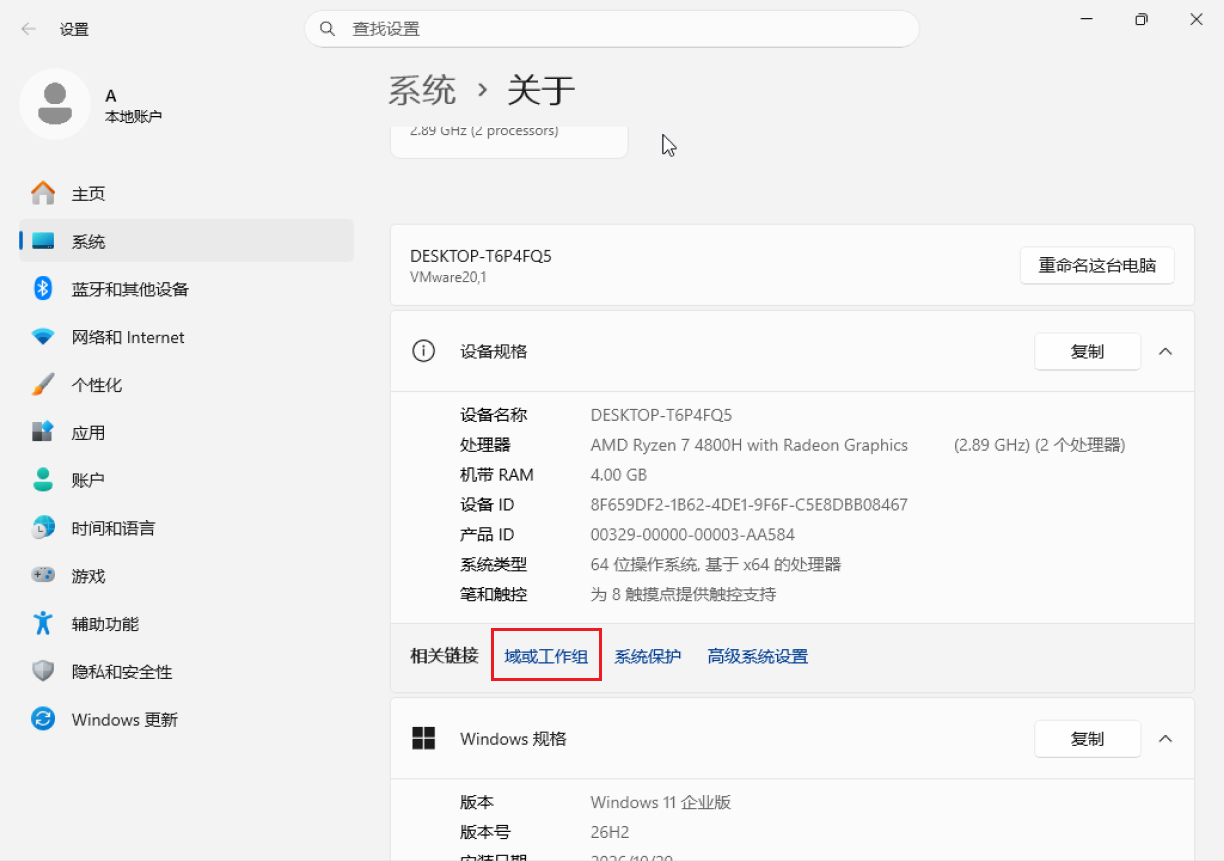 设置
查找设置
A
本地账户
系统 › 关于
2.89 GHz (2 processors)
主页
系统
蓝牙和其他设备
网络和 Internet
个性化
应用
账户
时间和语言
游戏
辅助功能
隐私和安全性
Windows 更新
DESKTOP-T6P4FQ5
VMware20,1
重命名这台电脑
设备规格
复制
设备名称 DESKTOP-T6P4FQ5
处理器 AMD Ryzen 7 4800H with Radeon Graphics (2.89 GHz) (2 个处理器)
机带 RAM 4.00 GB
设备 ID 8F659DF2-1B62-4DE1-9F6F-C5E8DBB08467
产品 ID 00329-00000-00003-AA584
系统类型 64 位操作系统, 基于 x64 的处理器
笔和触控 为 8 触摸点提供触控支持
相关链接 域或工作组 系统保护 高级系统设置
Windows 规格
复制
版本 Windows 11 企业版
版本号 26H2
安装日期